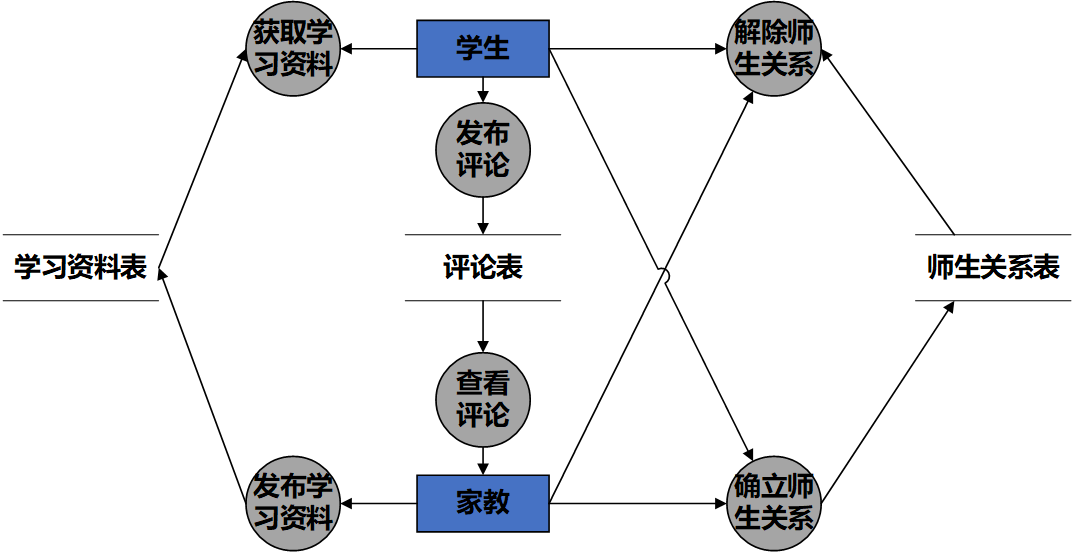 获取学
习资料
学生
解除师
生关系
发布
评论
学习资料表
评论表
师生关系表
查看
评论
发布学
习资料
家教
确立师
生关系